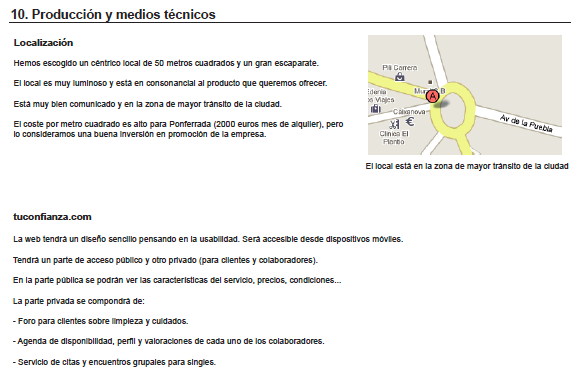 10. Producción y medios técnicos
Localización
Hemos escogido un céntrico local de 50 metros cuadrados y un gran escaparate.
El local es muy luminoso y está en consonancial al producto que queremos ofrecer.
Está muy bien comunicado y en la zona de mayor tránsito de la ciudad.
El coste por metro cuadrado es alto para Ponferrada (2000 euros mes de alquiler), pero
lo consideramos una buena inversión en promoción de la empresa.
Pili Carrera
A
Caixanova
Clinica El
Plantio
Av de la Puebla
El local está en la zona de mayor tránsito de la ciudad
tuconfianza.com
La web tendrá un diseño sencillo pensando en la usabilidad. Será accesible desde dispositivos móviles.
Tendrá un parte de acceso público y otro privado (para clientes y colaboradores).
En la parte pública se podrán ver las características del servicio, precios, condiciones...
La parte privada se compondrá de:
- Foro para clientes sobre limpieza y cuidados.
- Agenda de disponibilidad, perfil y valoraciones de cada uno de los colaboradores.
- Servicio de citas y encuentros grupales para singles.